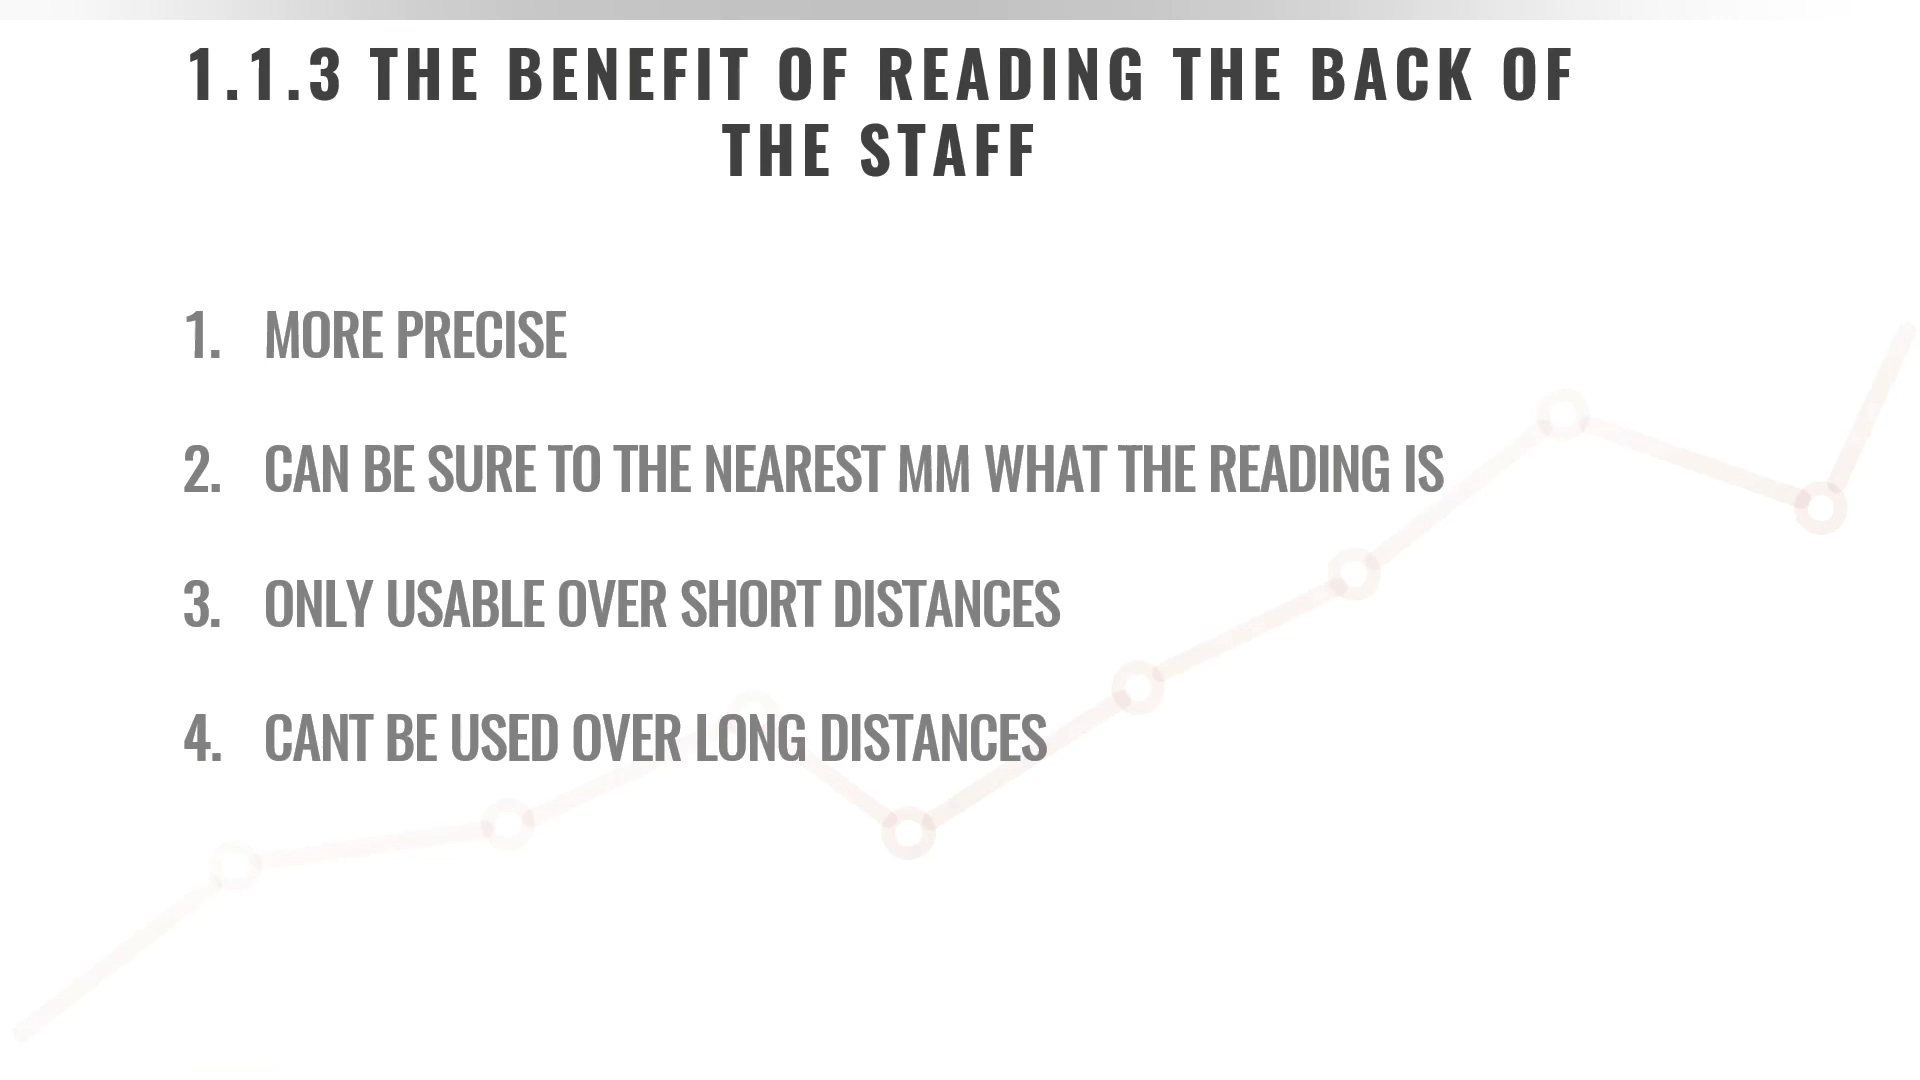 1.1.3 THE BENEFIT OF READING THE BACK OF
THE STAFF
1. MORE PRECISE
2. CAN BE SURE TO THE NEAREST MM WHAT THE READING IS
3. ONLY USABLE OVER SHORT DISTANCES
4. CANT BE USED OVER LONG DISTANCES